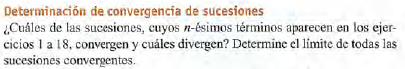 Determinación de convergencia de sucesiones
¿Cuáles de las sucesiones, cuyos n-ésimos términos aparecen en los ejer-
cicios 1 a 18, convergen y cuáles divergen? Determine el límite de todas las
sucesiones convergentes.